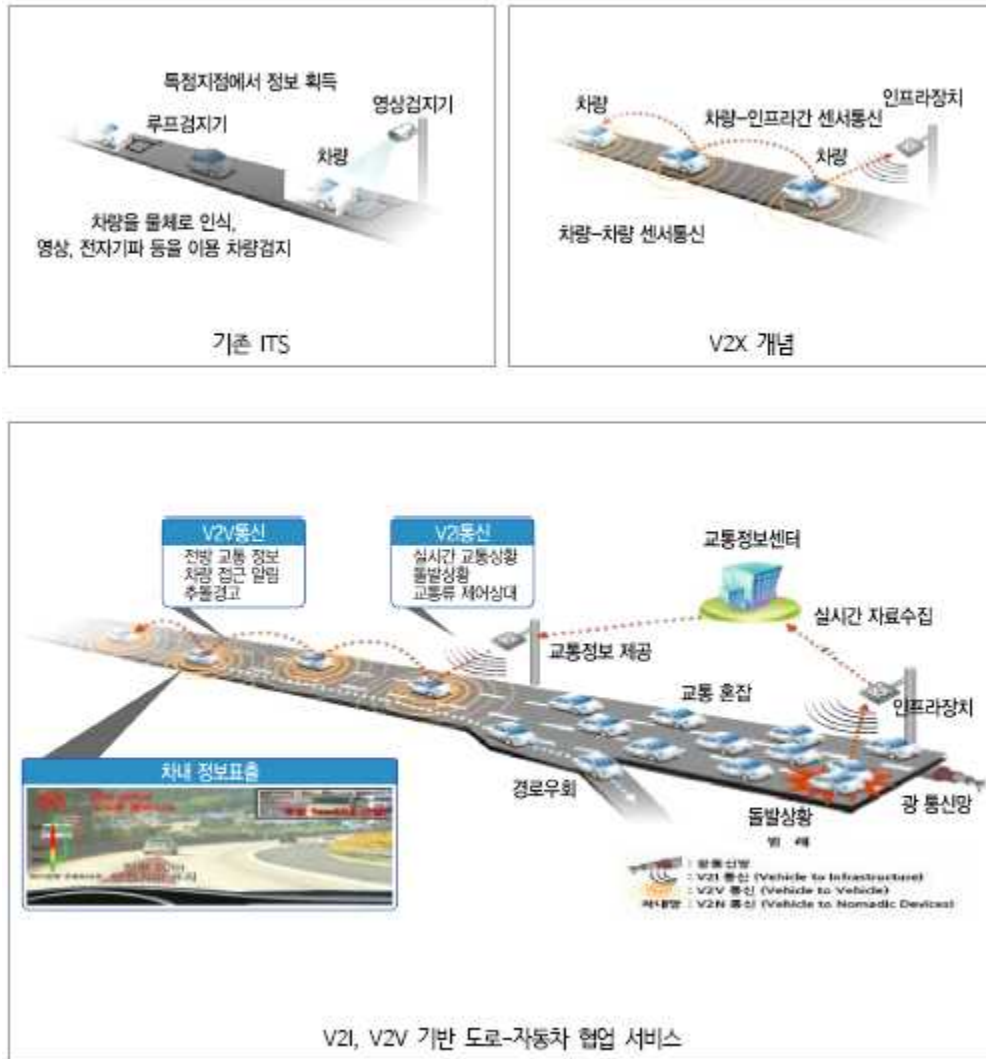 특점지점에서 정보 획득
영상검지기
루프검지기
차량
차량을 물체로 인식,
영상, 전자기파 등을 이용 차량검지
기존 ITS
차량
인프라장치
차량-인프라간 센서통신
차량
차량-차량 센서통신
V2X 개념
V2V통신
전방 교통 정보
차량 접근 알림
추돌경고
V2I통신
실시간 교통상황
돌발상황
교통류 제어상태
교통정보센터
실시간 자료수집
교통정보 제공
교통 혼잡
인프라장치
차내 정보표출
경로우회
돌발상황
광 통신망
범 례
: 광통신망
: V2I 통신 (Vehicle to Infrastructure)
: V2V 통신 (Vehicle to Vehicle)
차내망 : V2N 통신 (Vehicle to Nomadic Devices)
V2I, V2V 기반 도로-자동차 협업 서비스